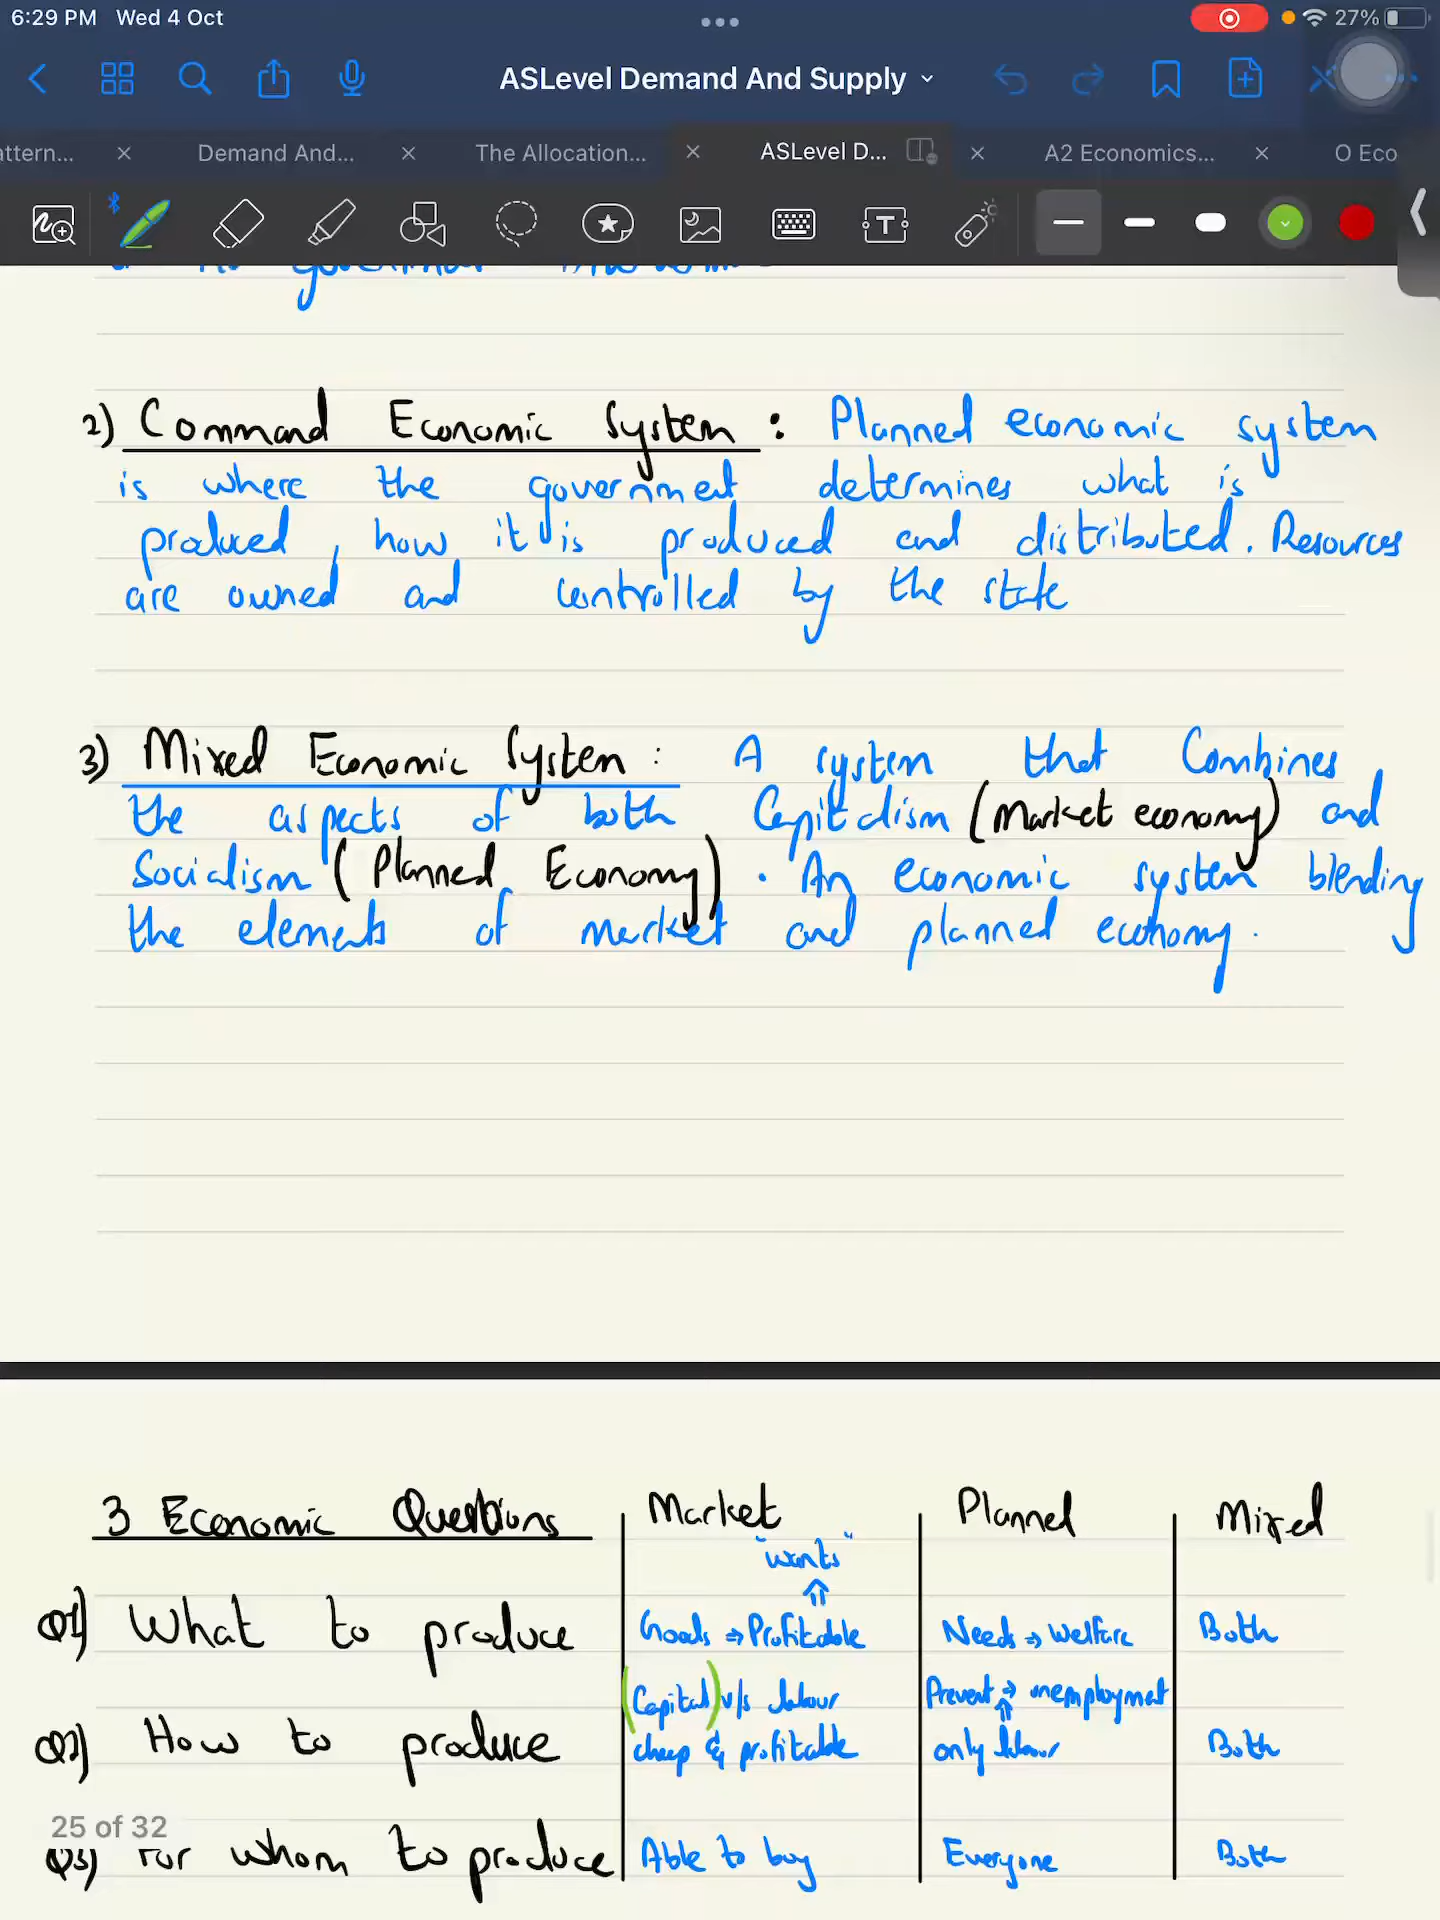 6:29 PM Wed 4 Oct
27%
ASLevel Demand And Supply
attern...
Demand And...
The Allocation...
ASLevel D...
A2 Economics...
O Eco
T
2) Command Economic System : Planned economic system
is where the government determines what is
produced, how it is produced and distributed. Resources
are owned and controlled by the state
3) Mixed Economic System : A system that Combines
the aspects of both Capitalism (Market economy) and
Socialism (Planned Economy). An economic system blending
the elements of market and planned economy.
3 Economic Questions Market Planned Mixed
"wants"
Q1) What to produce Goods ⇒ Profitable Needs ⇒ Welfare Both
(Capital) v/s labour Prevent ⇒ unemployment
Q2) How to produce cheap & profitable only labour Both
25 of 32
Q3) For whom to produce Able to buy Everyone Both